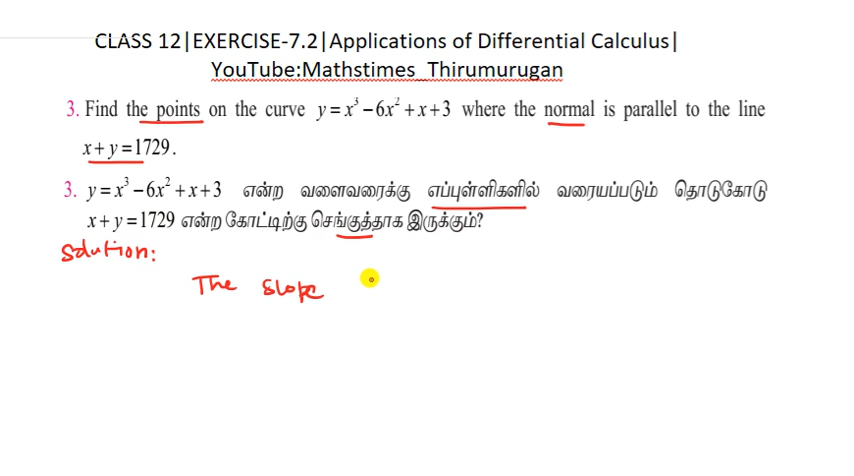 CLASS 12|EXERCISE-7.2|Applications of Differential Calculus|
YouTube:Mathstimes Thirumurugan
3. Find the points on the curve y = x³ − 6x² + x + 3 where the normal is parallel to the line
x + y = 1729.
3. y = x³ − 6x² + x + 3 என்ற வளைவரைக்கு எப்புள்ளிகளில் வரையப்படும் தொடுகோடு
x + y = 1729 என்ற கோட்டிற்கு செங்குத்தாக இருக்கும்?
Solution:
The slope